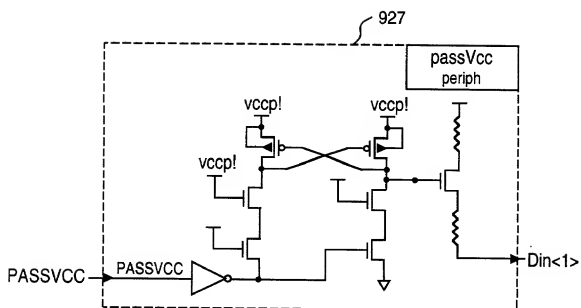 927
passVcc
periph
vccp!
vccp!
vccp!
PASSVCC
PASSVCC
Din<1>